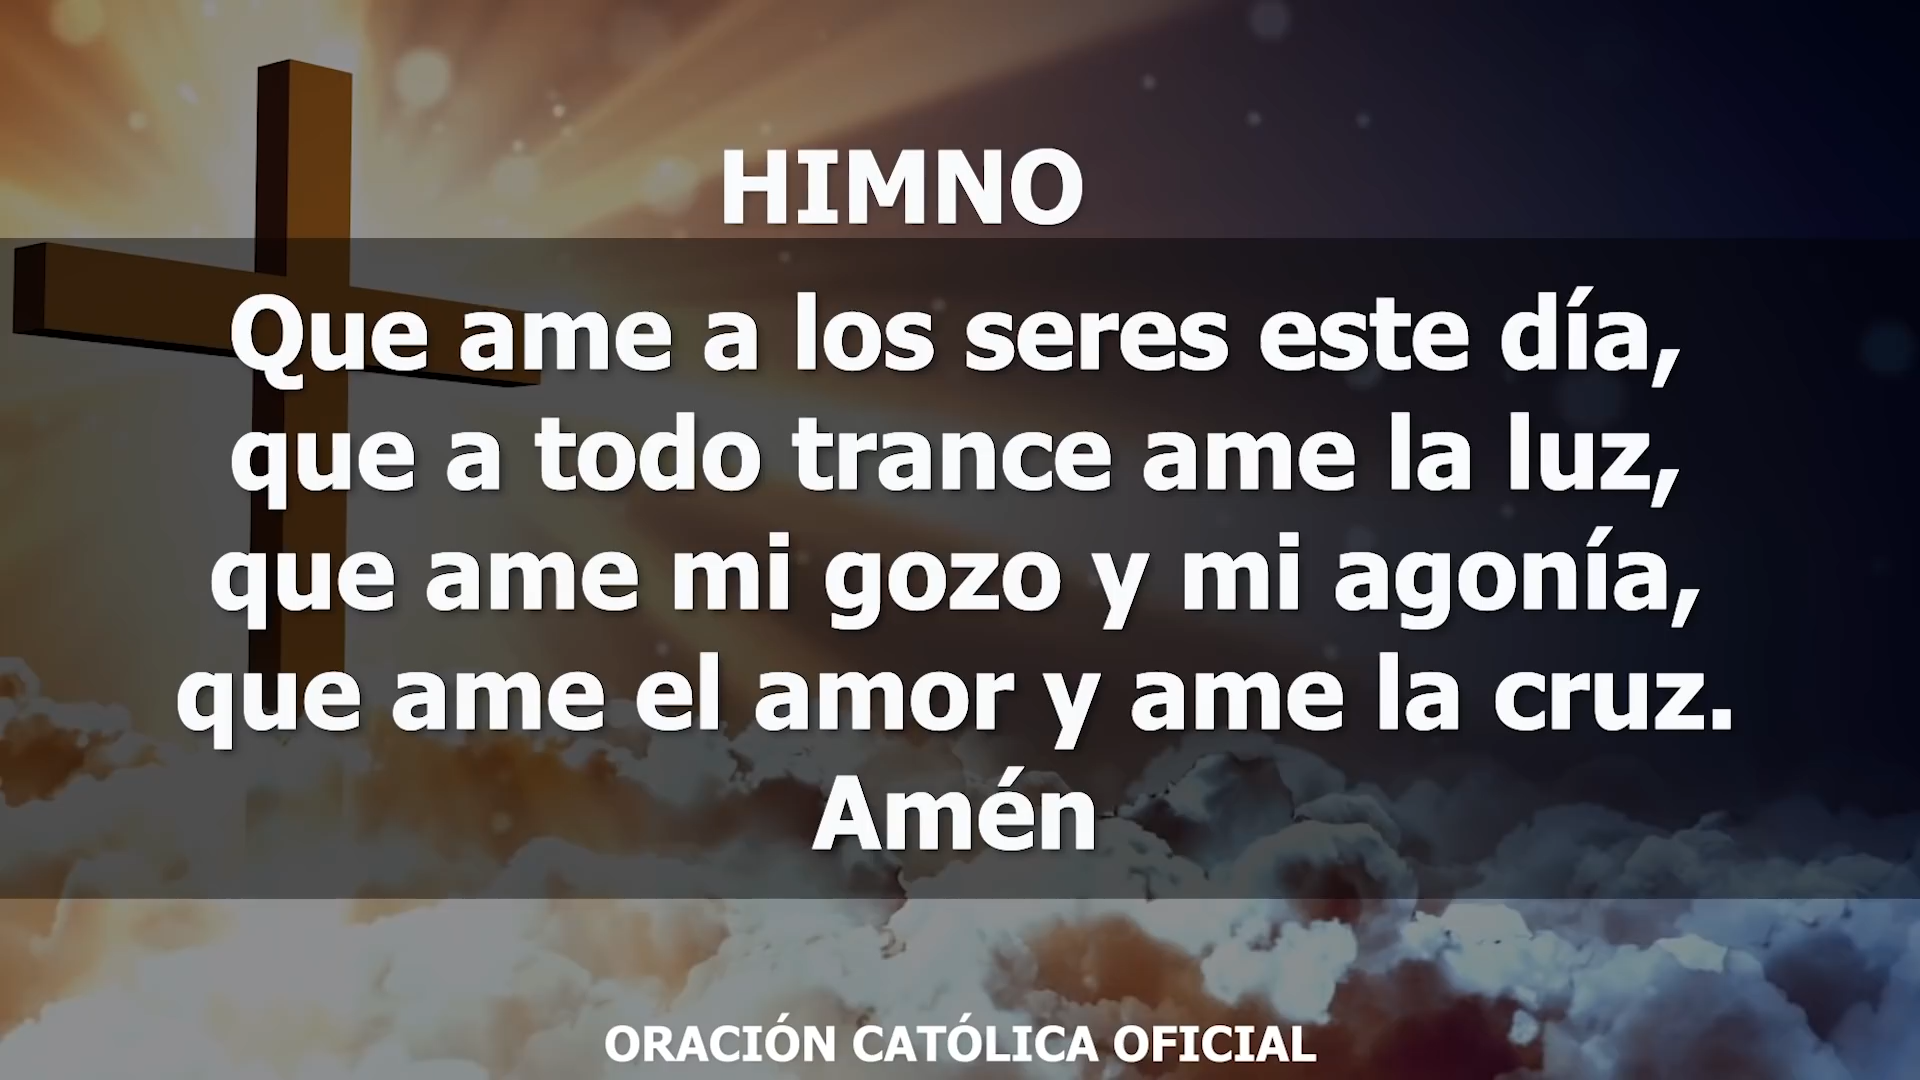 HIMNO
Que ame a los seres este día,
que a todo trance ame la luz,
que ame mi gozo y mi agonía,
que ame el amor y ame la cruz.
Amén
ORACIÓN CATÓLICA OFICIAL